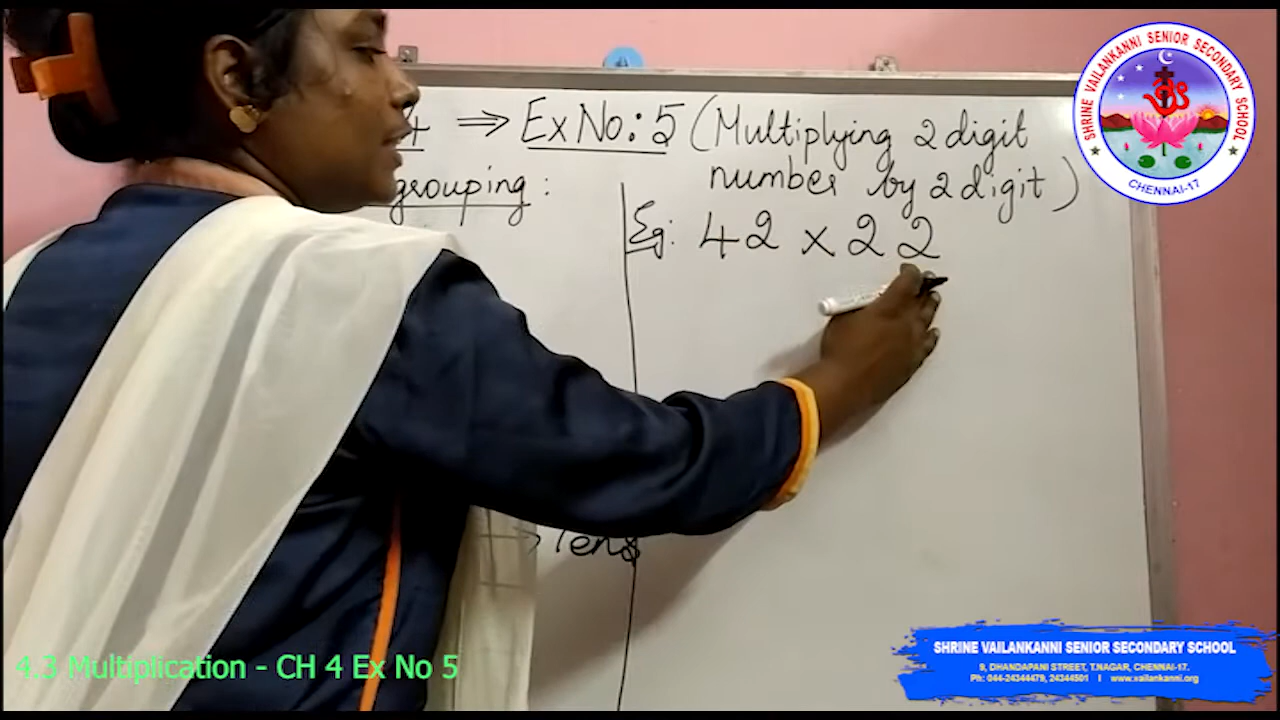 4 ⇒ Ex No: 5 (Multiplying 2 digit
number by 2 digit)
grouping :
Eg: 42 x 22
Tens
SHRINE VAILANKANNI SENIOR SECONDARY SCHOOL
CHENNAI-17
4.3 Multiplication - CH 4 Ex No 5
SHRINE VAILANKANNI SENIOR SECONDARY SCHOOL
9, DHANDAPANI STREET, T.NAGAR, CHENNAI-17.
Ph: 044-24344479, 24344501 I www.vailankanni.org